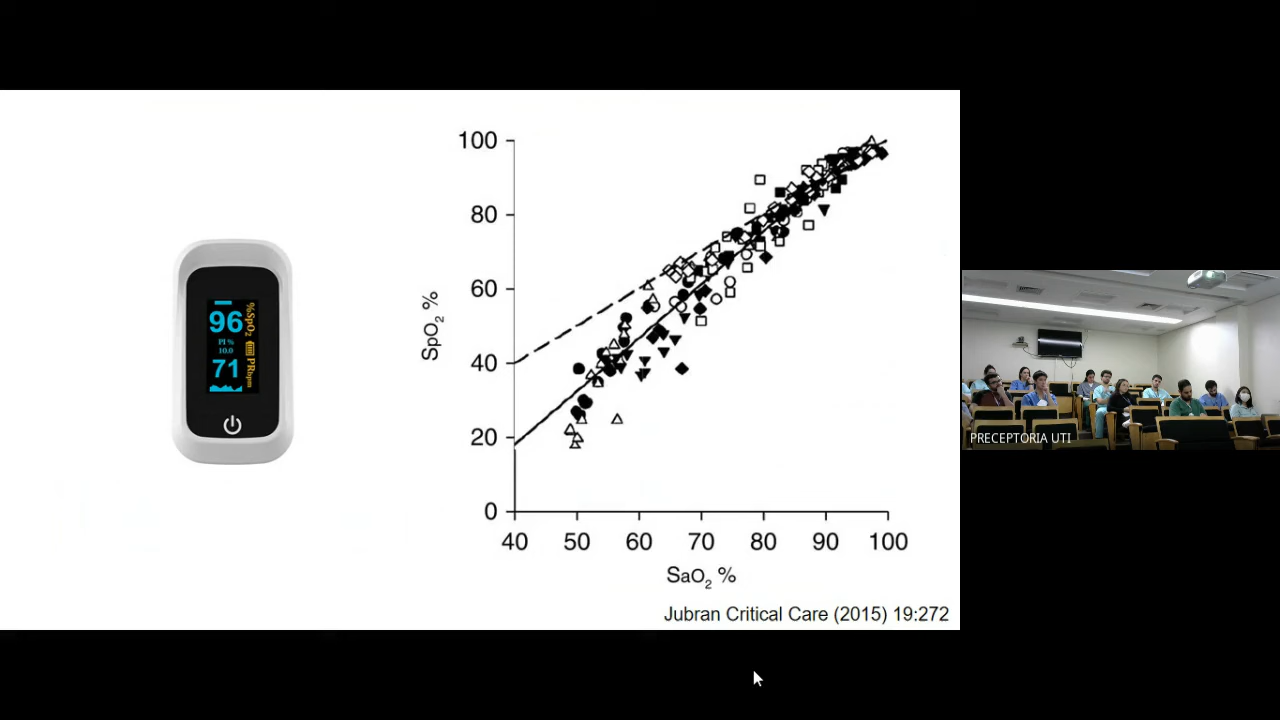 96
%SpO2
PI %
10.0
71
PRbpm
SpO2 %
100
80
60
40
20
0
40 50 60 70 80 90 100
SaO2 %
Jubran Critical Care (2015) 19:272
PRECEPTORIA UTI